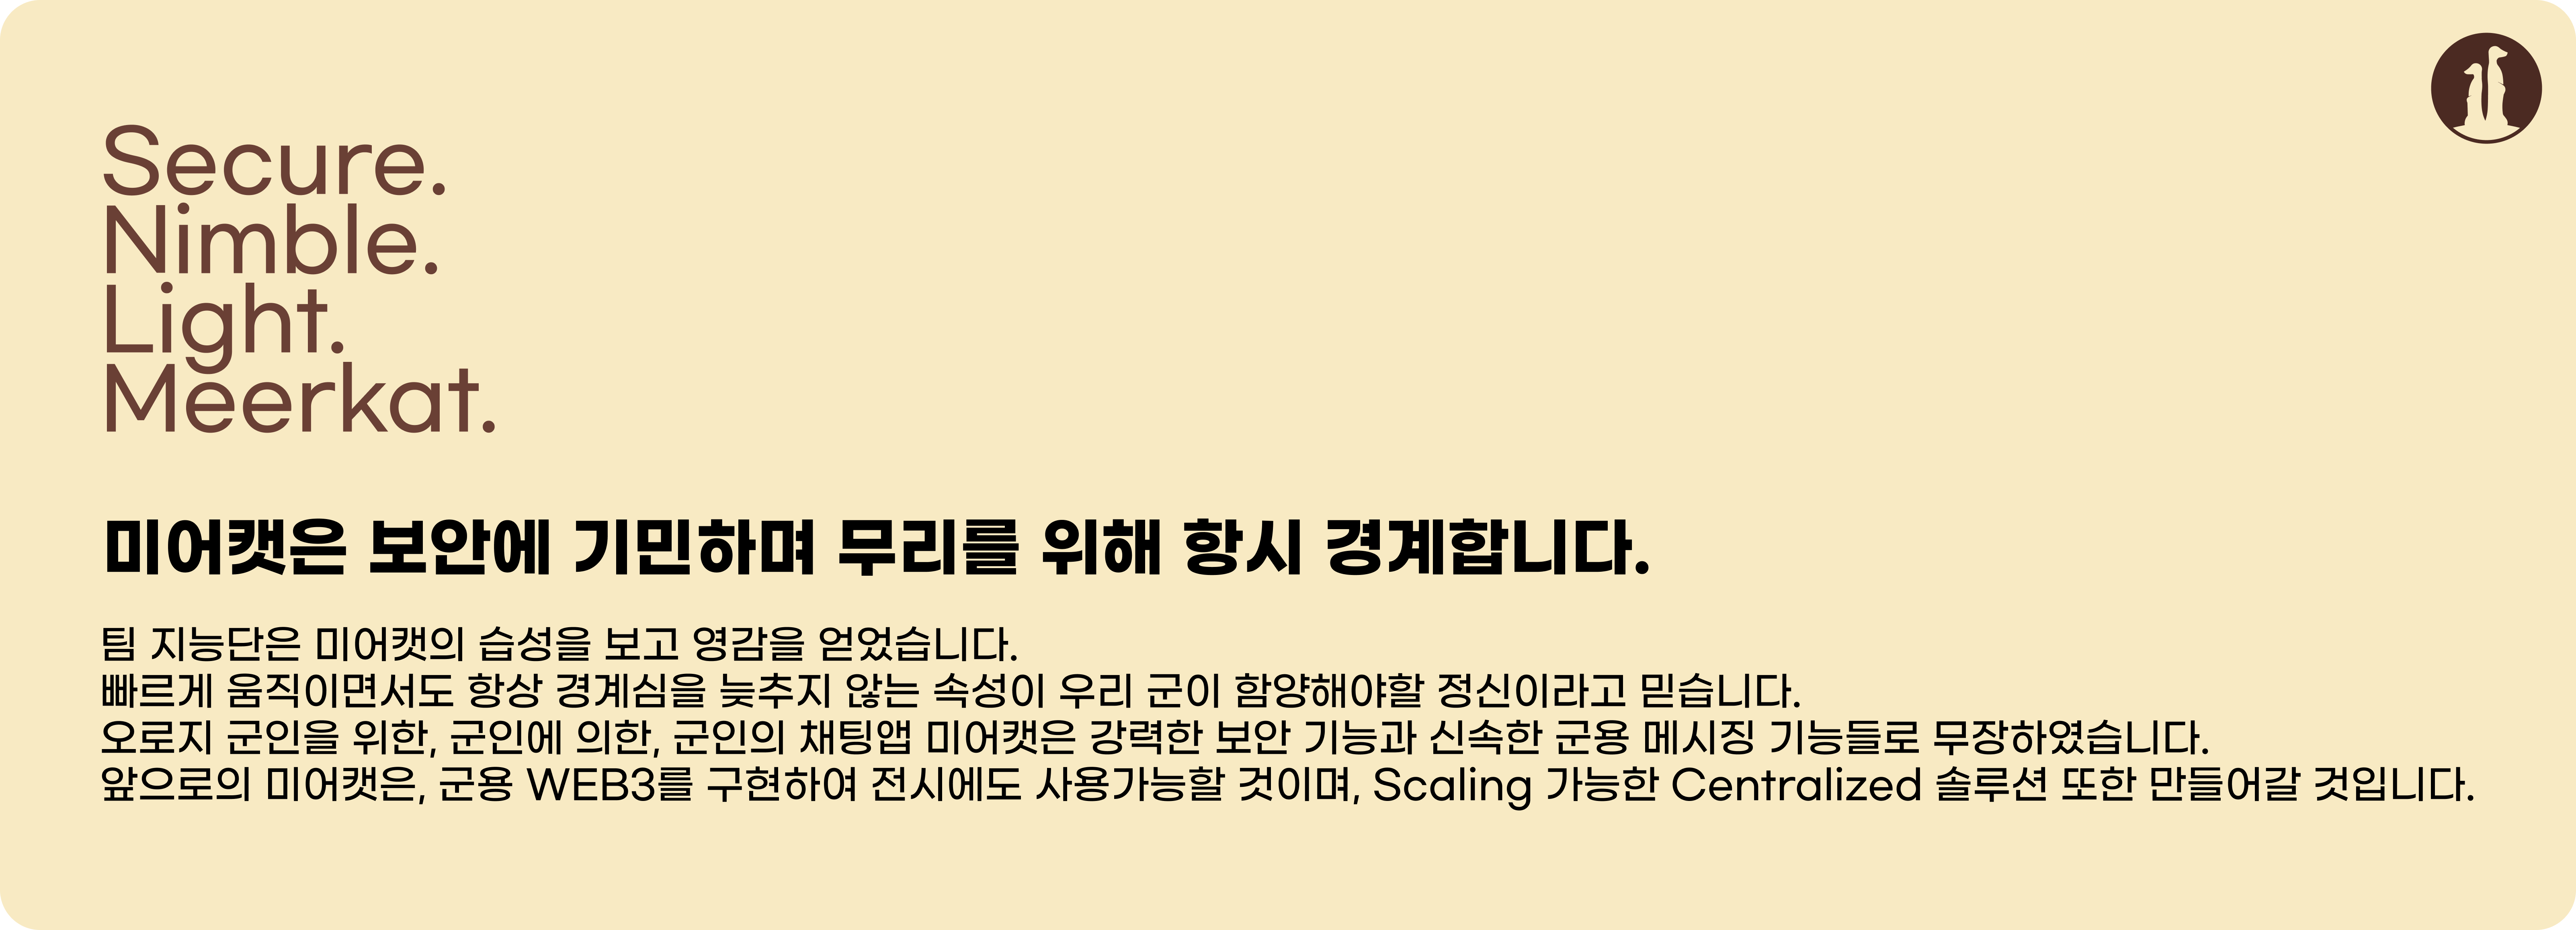 Secure.
Nimble.
Light.
Meerkat.
미어캣은 보안에 기민하며 무리를 위해 항시 경계합니다.
팀 지능단은 미어캣의 습성을 보고 영감을 얻었습니다.
빠르게 움직이면서도 항상 경계심을 늦추지 않는 속성이 우리 군이 함양해야할 정신이라고 믿습니다.
오로지 군인을 위한, 군인에 의한, 군인의 채팅앱 미어캣은 강력한 보안 기능과 신속한 군용 메시징 기능들로 무장하였습니다.
앞으로의 미어캣은, 군용 WEB3를 구현하여 전시에도 사용가능할 것이며, Scaling 가능한 Centralized 솔루션 또한 만들어갈 것입니다.